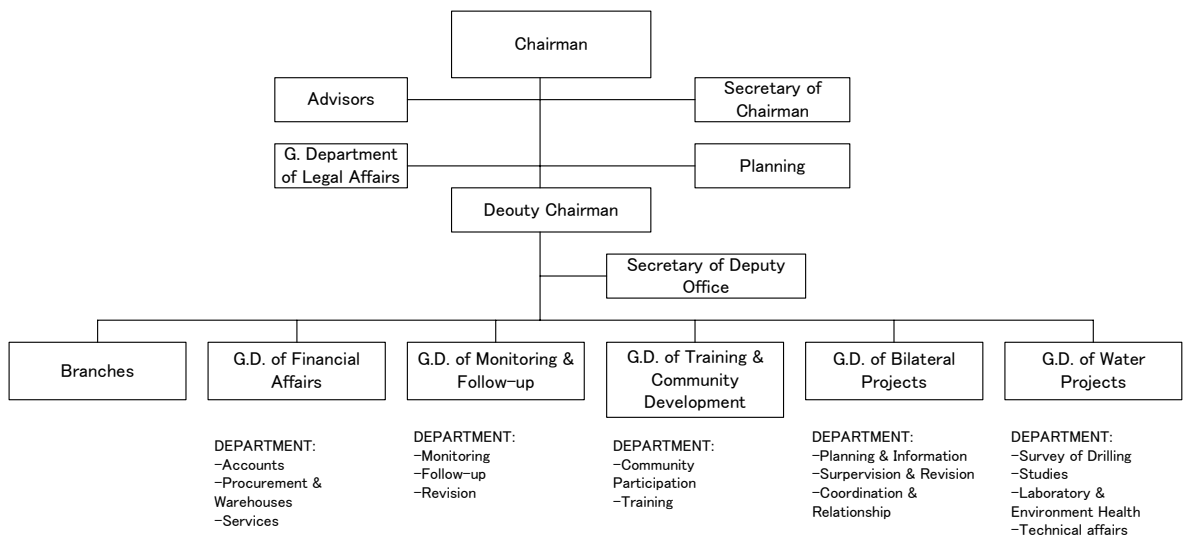 Chairman
Advisors
Secretary of
Chairman
G. Department
of Legal Affairs
Planning
Deouty Chairman
Secretary of Deputy
Office
Branches
G.D. of Financial
Affairs
G.D. of Monitoring &
Follow-up
G.D. of Training &
Community
Development
G.D. of Bilateral
Projects
G.D. of Water
Projects
DEPARTMENT:
-Accounts
-Procurement &
Warehouses
-Services
DEPARTMENT:
-Monitoring
-Follow-up
-Revision
DEPARTMENT:
-Community
Participation
-Training
DEPARTMENT:
-Planning & Information
-Surpervision & Revision
-Coordination &
Relationship
DEPARTMENT:
-Survey of Drilling
-Studies
-Laboratory &
Environment Health
-Technical affairs